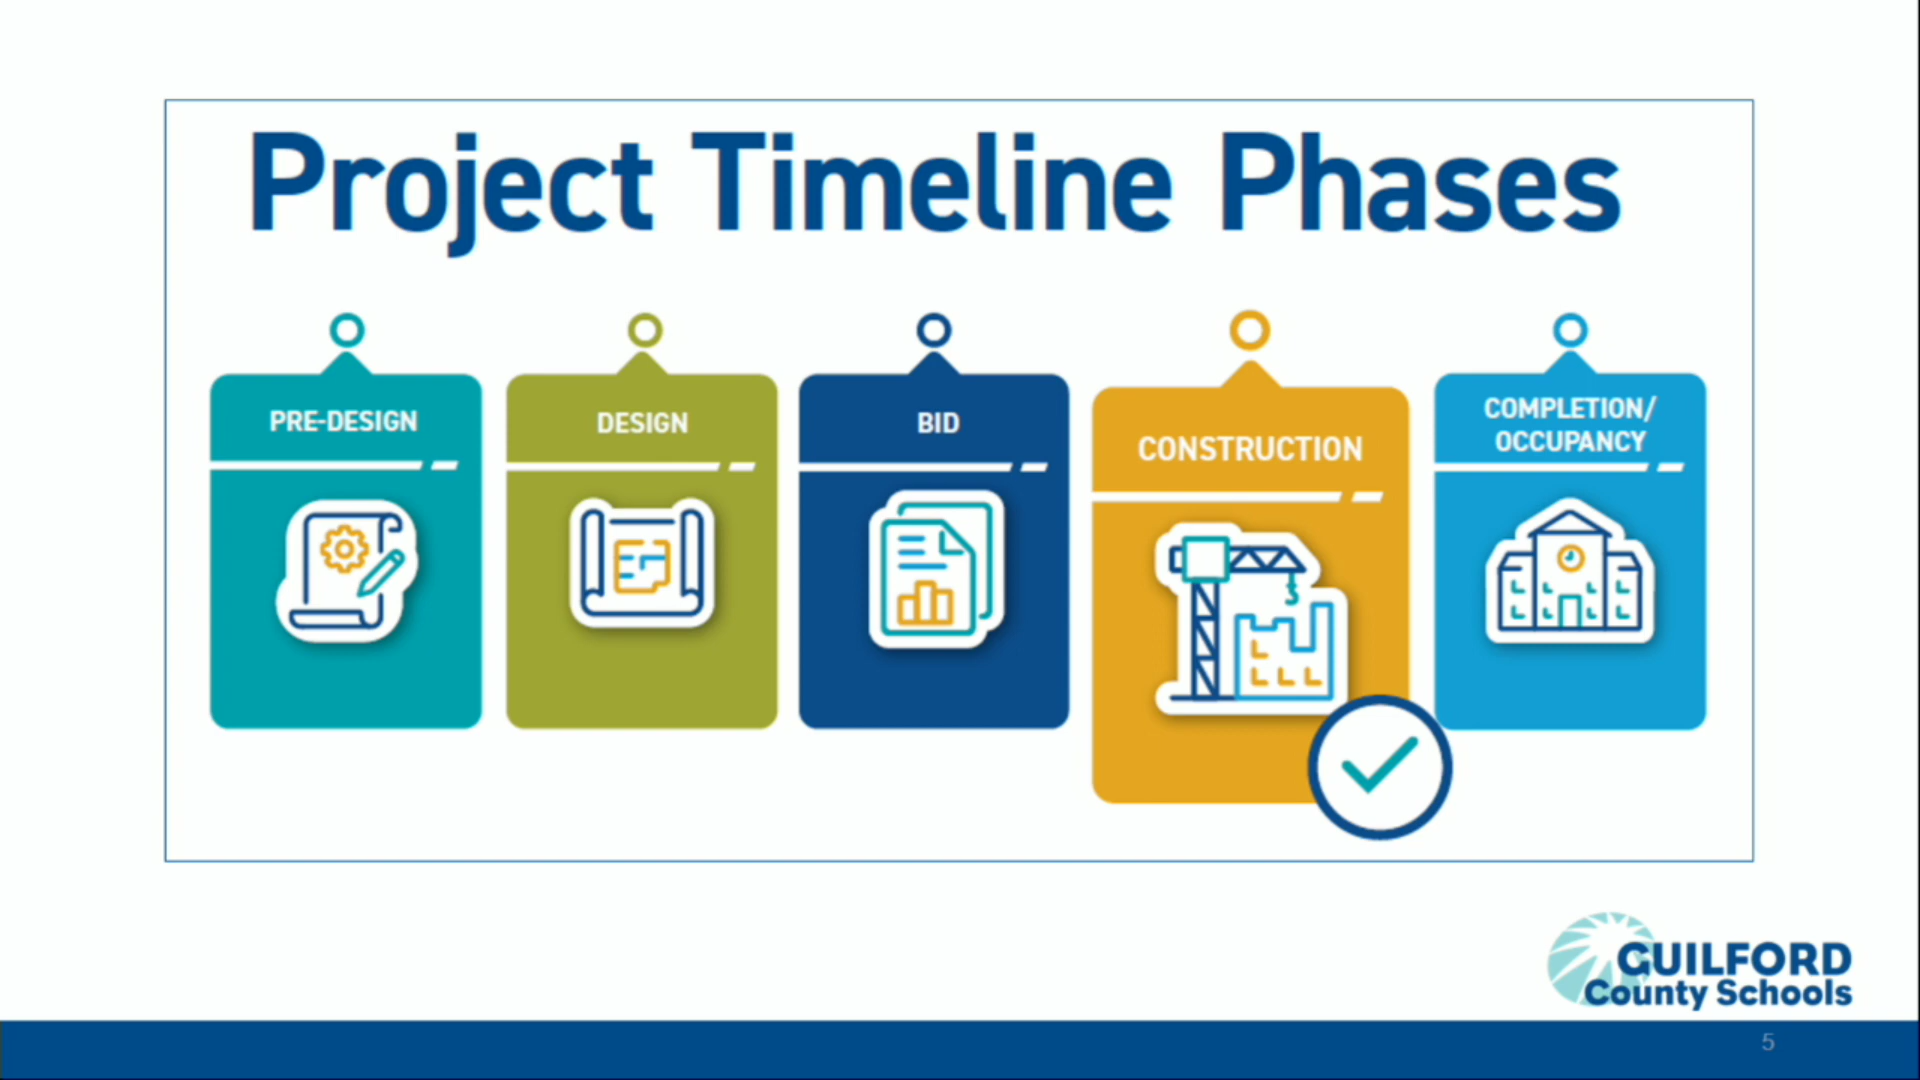 Project Timeline Phases
PRE-DESIGN
DESIGN
BID
CONSTRUCTION
COMPLETION/
OCCUPANCY
GUILFORD
County Schools
5